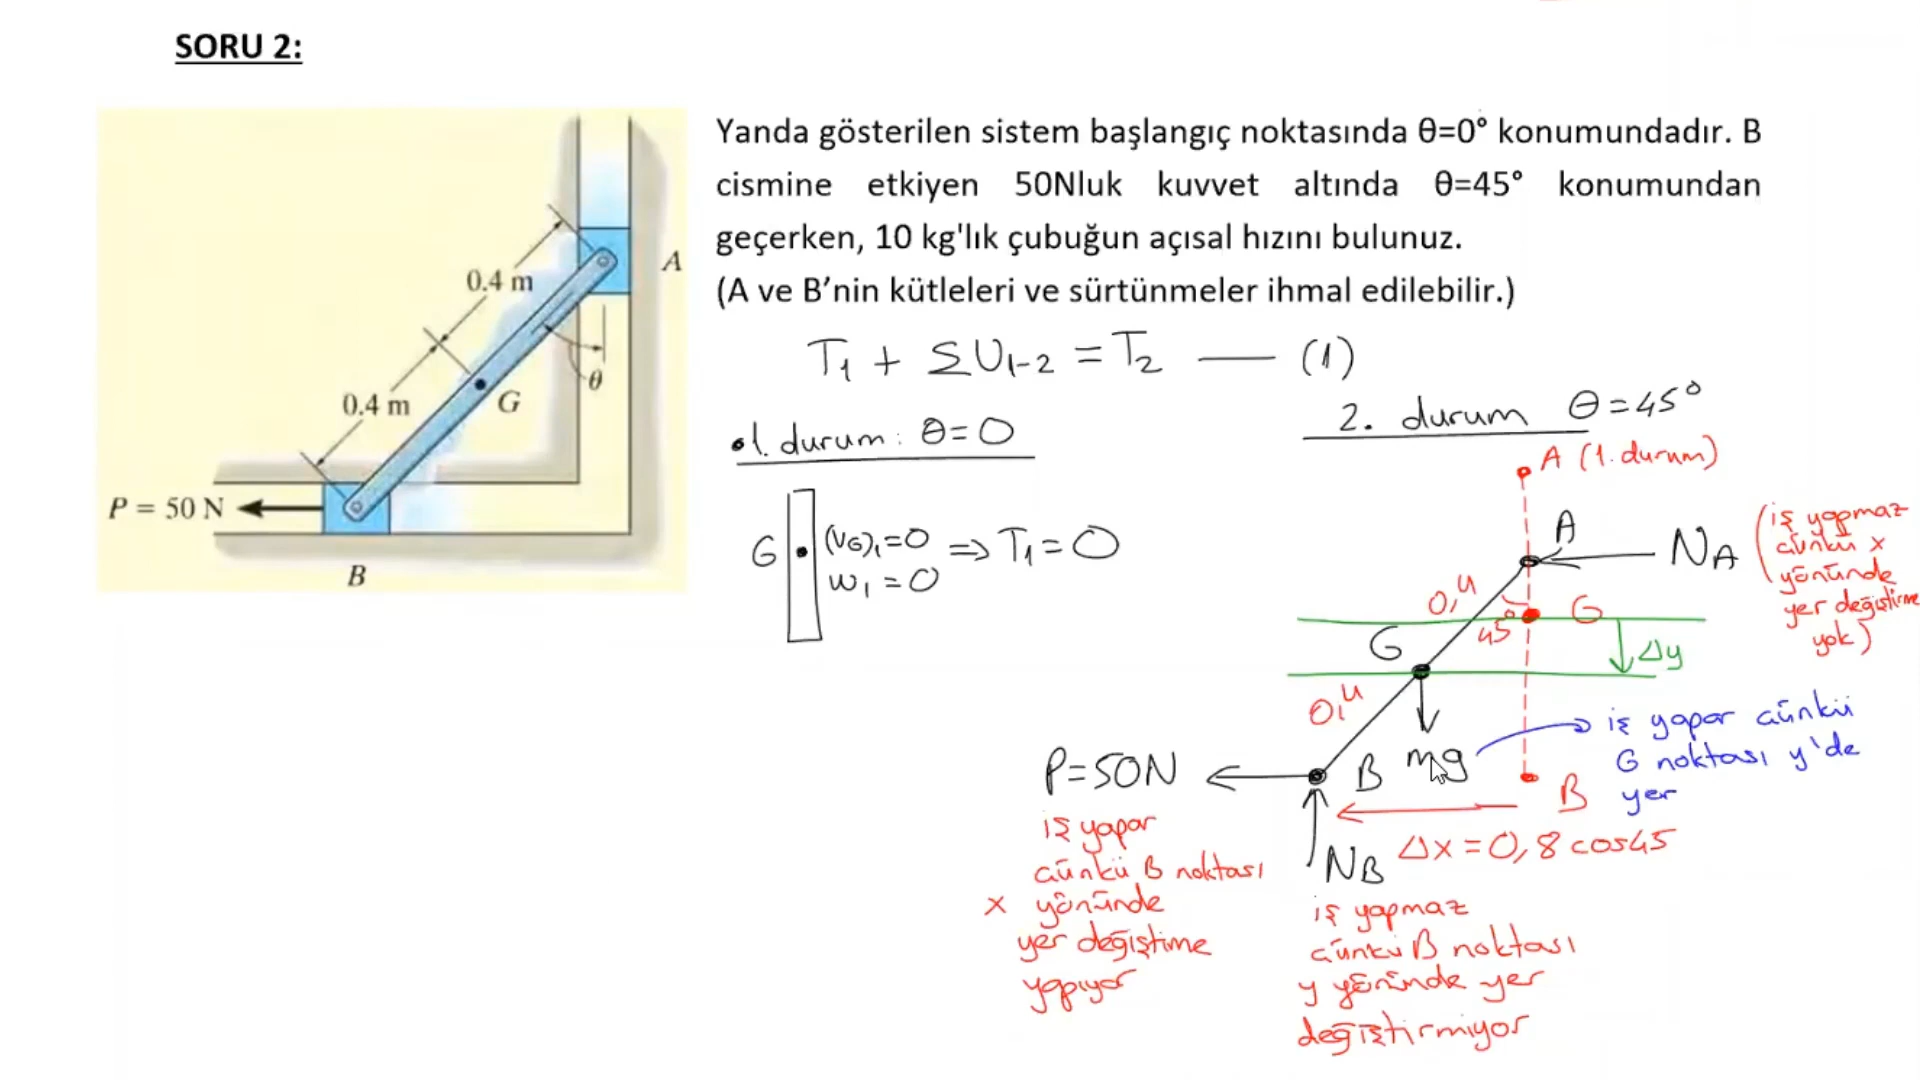 SORU 2:
Yanda gösterilen sistem başlangıç noktasında θ=0° konumundadır. B
cismine etkiyen 50Nluk kuvvet altında θ=45° konumundan
geçerken, 10 kg'lık çubuğun açısal hızını bulunuz.
(A ve B’nin kütleleri ve sürtünmeler ihmal edilebilir.)
0.4 m
A
0.4 m
G
θ
P = 50 N
B
T₁ + ΣU₁₋₂ = T₂ — (1)
•1. durum: θ=0
G
(VG)₁=0 ⇒ T₁=0
w₁ =0
2. durum θ=45°
A (1. durum)
A
NA
(iş yapmaz
çünkü x
yönünde
yer değiştirme
yok)
0,4
45°
G
G
Δy
0,4
mg
iş yapar çünkü
G noktası y'de
yer
P=50N
B
B
Δx=0,8 cos45
NB
iş yapar
çünkü B noktası
x yönünde
yer değiştime
yapıyor
iş yapmaz
çünkü B noktası
y yönünde yer
değiştirmiyor